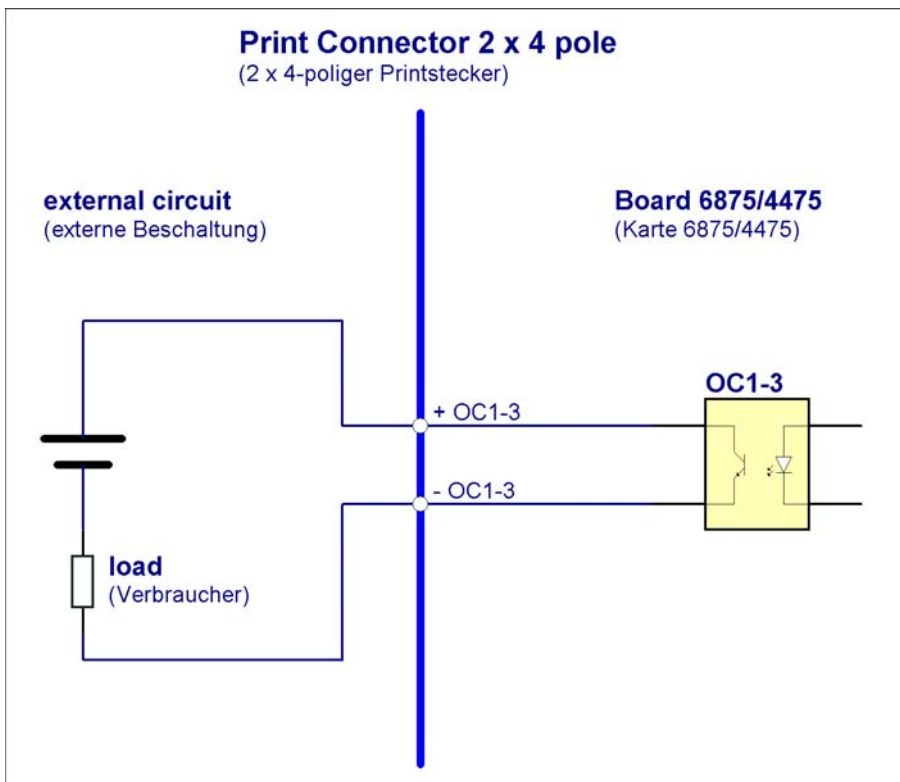 Print Connector 2 x 4 pole
(2 x 4-poliger Printstecker)
external circuit
(externe Beschaltung)
Board 6875/4475
(Karte 6875/4475)
OC1-3
+ OC1-3
- OC1-3
load
(Verbraucher)